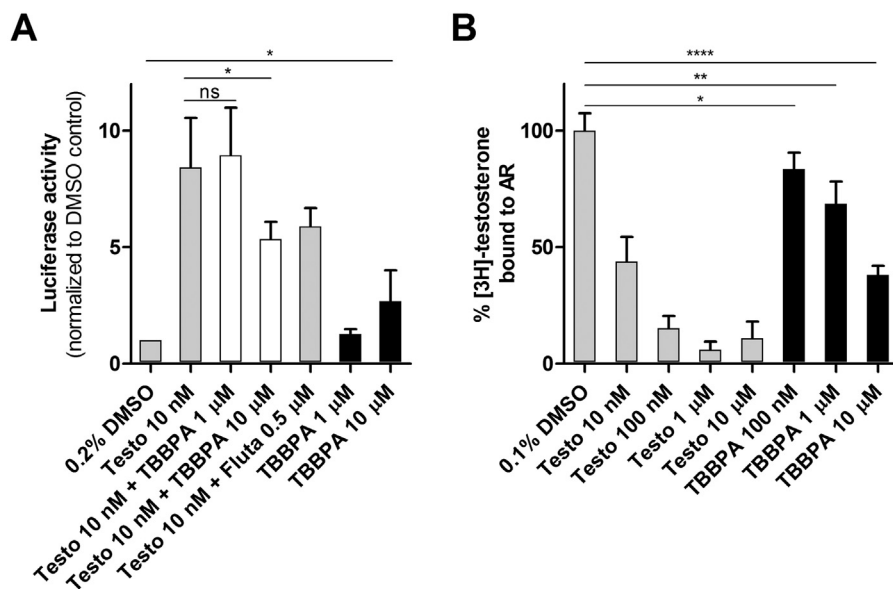 A
*
*
ns
Luciferase activity
(normalized to DMSO control)
10
5
0
0.2% DMSO
Testo 10 nM
Testo 10 nM + TBBPA 1 µM
Testo 10 nM + TBBPA 10 µM
Testo 10 nM + Fluta 0.5 µM
TBBPA 1 µM
TBBPA 10 µM
B
****
**
*
% [3H]-testosterone
bound to AR
100
50
0
0.1% DMSO
Testo 10 nM
Testo 100 nM
Testo 1 µM
Testo 10 µM
TBBPA 100 nM
TBBPA 1 µM
TBBPA 10 µM